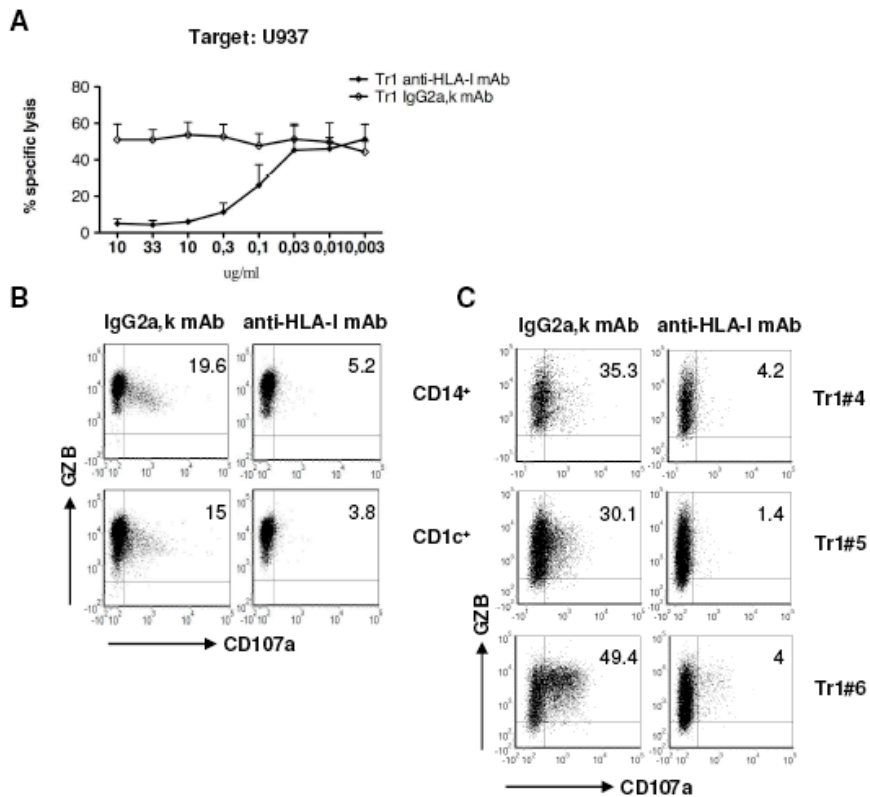 A
Target: U937
Tr1 anti-HLA-I mAb
Tr1 IgG2a,k mAb
% specific lysis
80
60
40
20
0
10 33 10 0,3 0,1 0,03 0,010,003
ug/ml
B
IgG2a,k mAb anti-HLA-I mAb
19.6 5.2 CD14+
15 3.8 CD1c+
GZB
CD107a
C
IgG2a,k mAb anti-HLA-I mAb
35.3 4.2 Tr1#4
30.1 1.4 Tr1#5
49.4 4 Tr1#6
GZB
CD107a